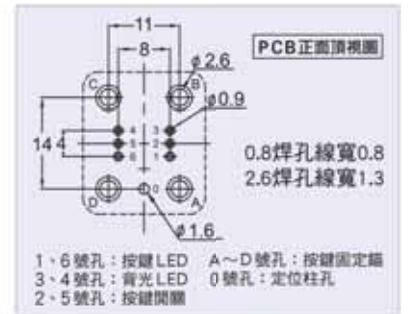 11
8
PCB正面頂視圖
ø2.6
C
B
ø0.9
4 3
14 4
5 2
6 1
0.8焊孔線寬0.8
2.6焊孔線寬1.3
D
0
A
ø1.6
1、6號孔：按鍵LED
A～D號孔：按鍵固定錨
3、4號孔：背光LED
0號孔：定位柱孔
2、5號孔：按鍵開關